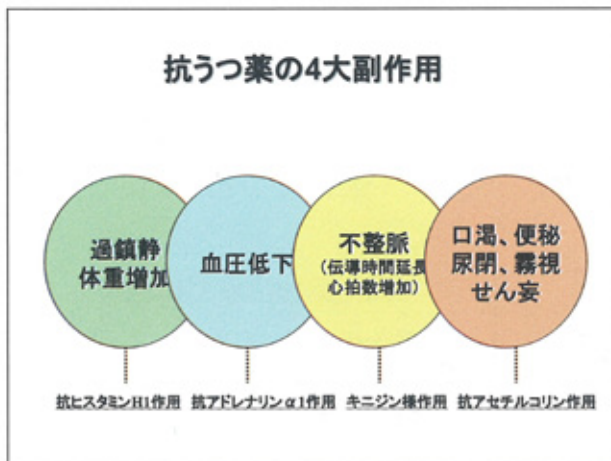 抗うつ薬の4大副作用
過鎮静
体重増加
血圧低下
不整脈
(伝導時間延長
心拍数増加)
口渇、便秘
尿閉、霧視
せん妄
抗ヒスタミンH1作用
抗アドレナリンα1作用
キニジン様作用
抗アセチルコリン作用